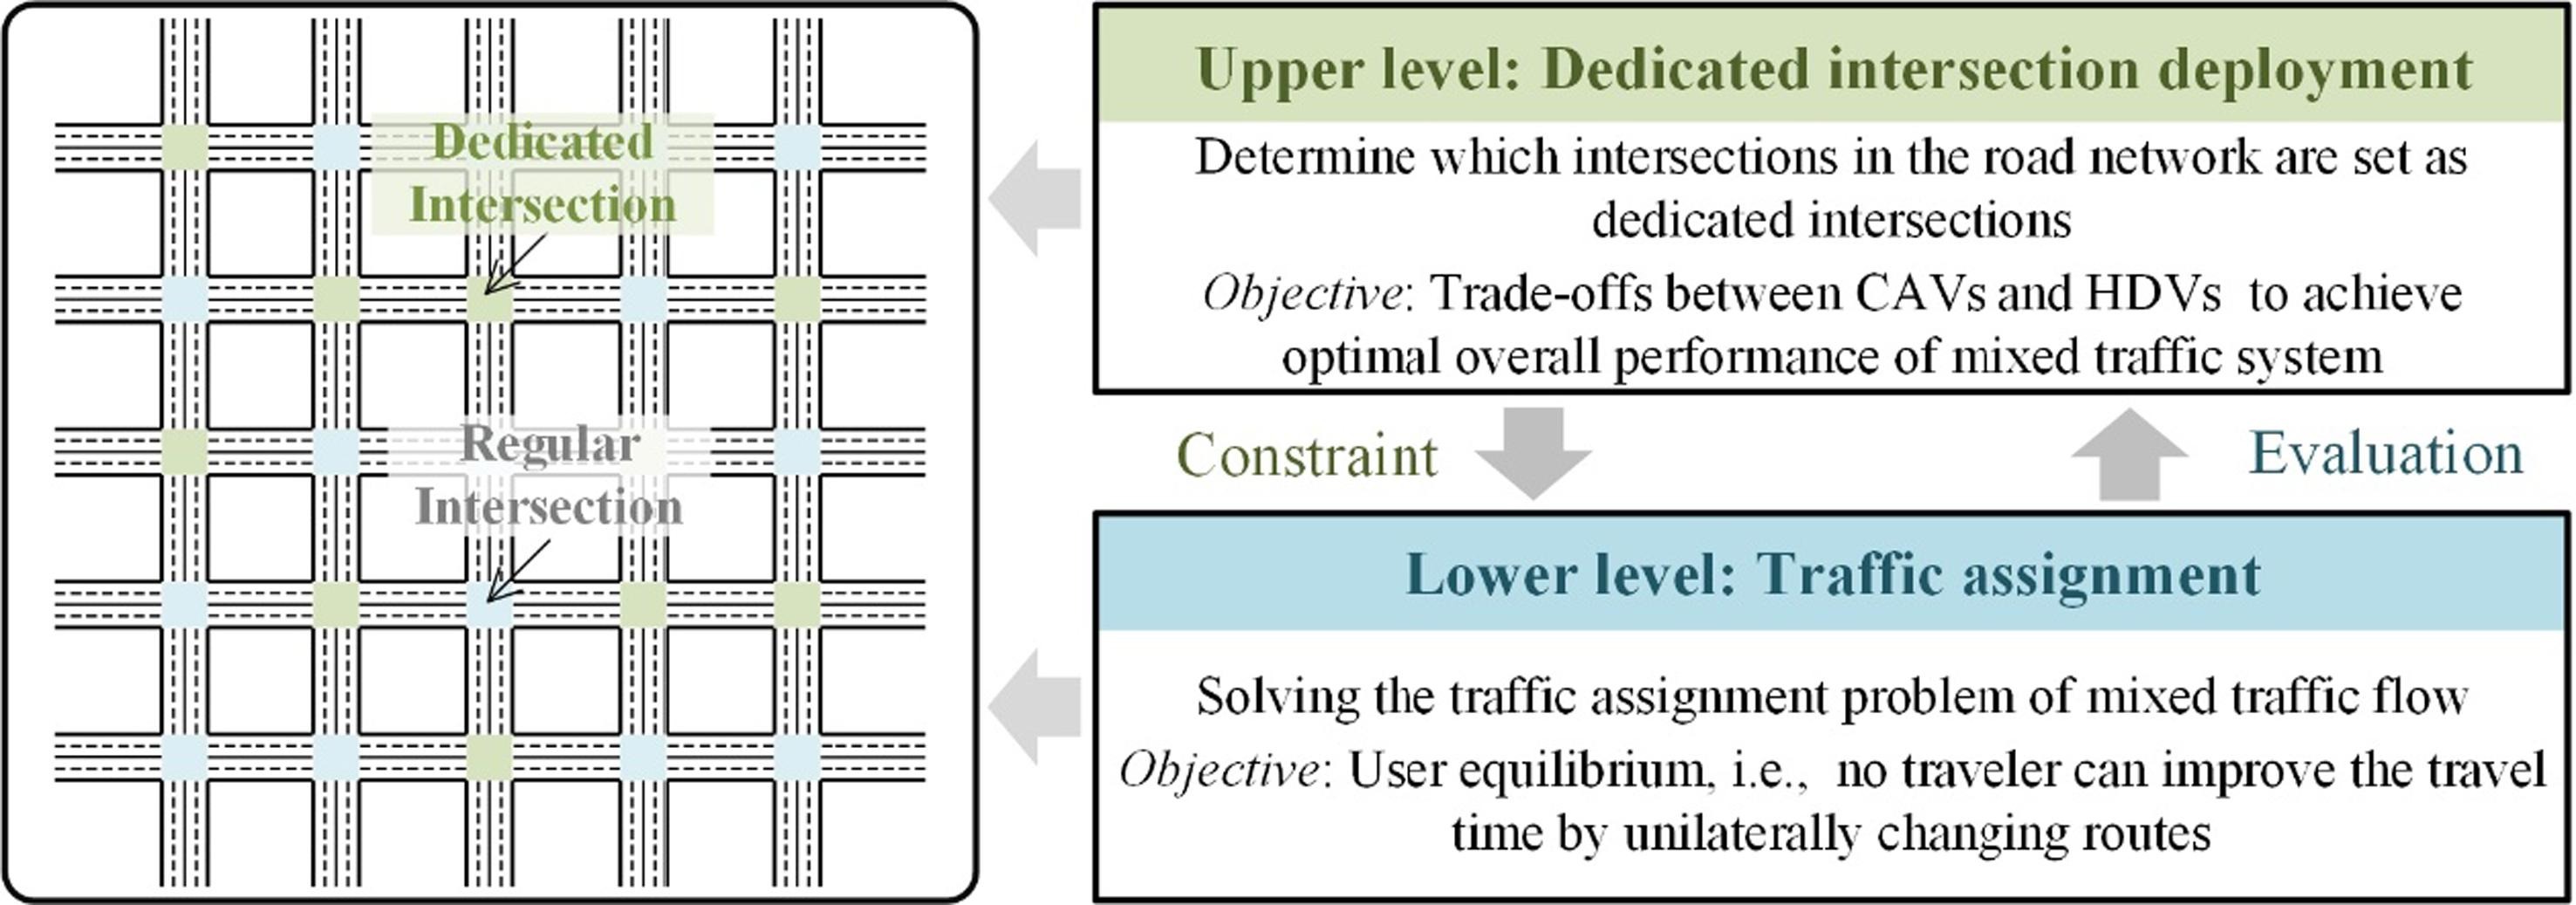 Dedicated
Intersection
Regular
Intersection
Upper level: Dedicated intersection deployment
Determine which intersections in the road network are set as
dedicated intersections
Objective: Trade-offs between CAVs and HDVs to achieve
optimal overall performance of mixed traffic system
Constraint
Evaluation
Lower level: Traffic assignment
Solving the traffic assignment problem of mixed traffic flow
Objective: User equilibrium, i.e., no traveler can improve the travel
time by unilaterally changing routes